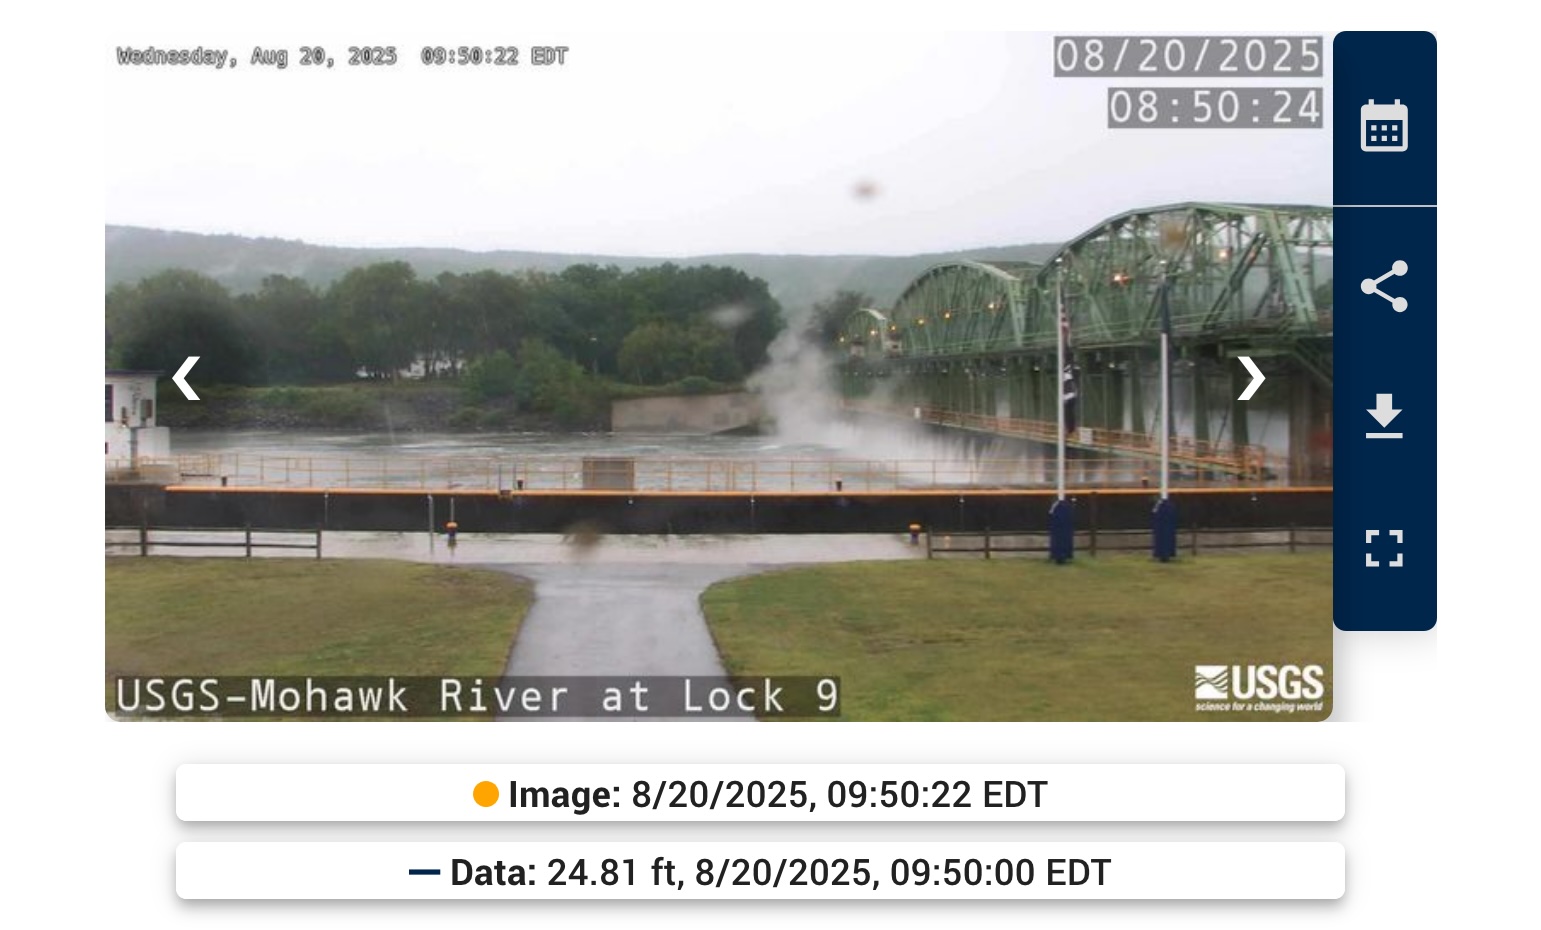 Wednesday, Aug 20, 2025 09:50:22 EDT
08/20/2025
08:50:24
USGS-Mohawk River at Lock 9
USGS
science for a changing world
Image: 8/20/2025, 09:50:22 EDT
Data: 24.81 ft, 8/20/2025, 09:50:00 EDT